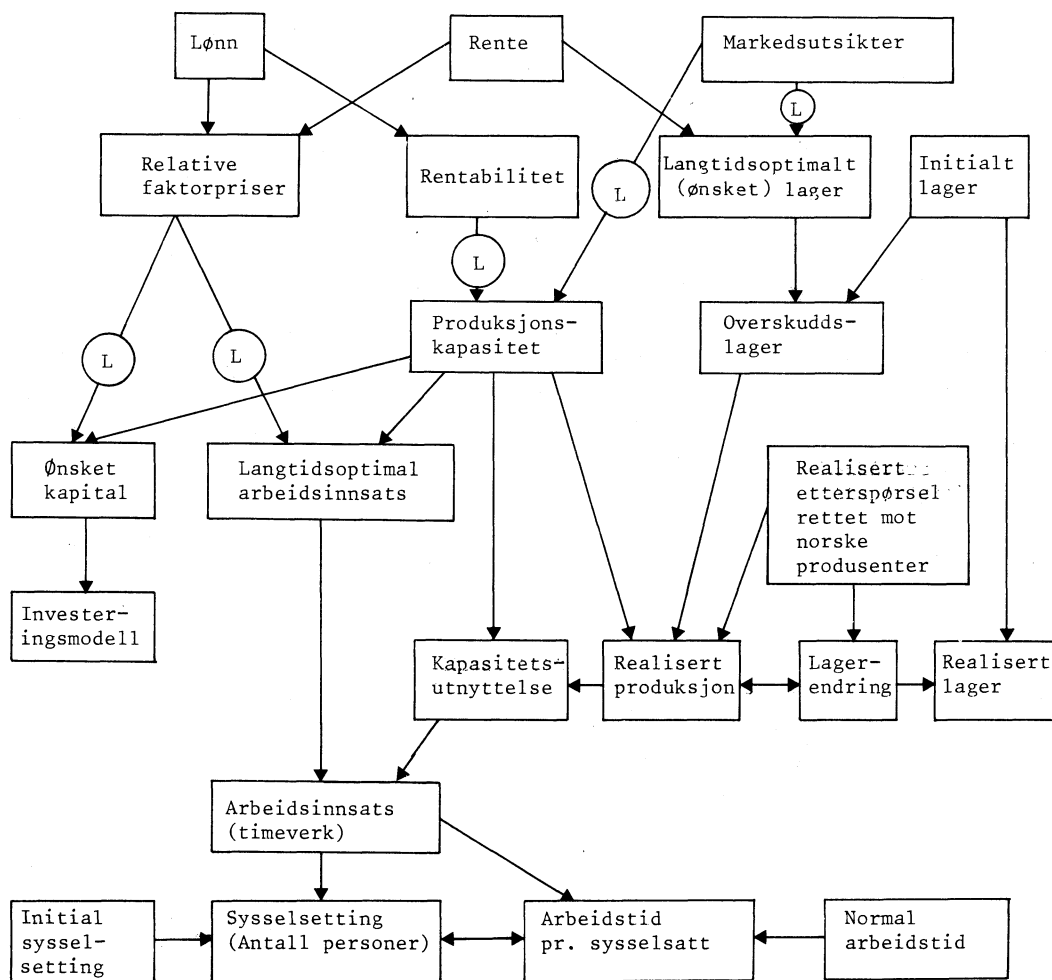 Lønn
Rente
Markedsutsikter
L
Relative
faktorpriser
Rentabilitet
Langtidsoptimalt
(ønsket) lager
Initialt
lager
L
L
Produksjons-
kapasitet
Overskudds-
lager
L
L
Ønsket
kapital
Langtidsoptimal
arbeidsinnsats
Realisert
etterspørsel
rettet mot
norske
produsenter
Invester-
ingsmodell
Kapasitets-
utnyttelse
Realisert
produksjon
Lager-
endring
Realisert
lager
Arbeidsinnsats
(timeverk)
Initial
syssel-
setting
Sysselsetting
(Antall personer)
Arbeidstid
pr. sysselsatt
Normal
arbeidstid